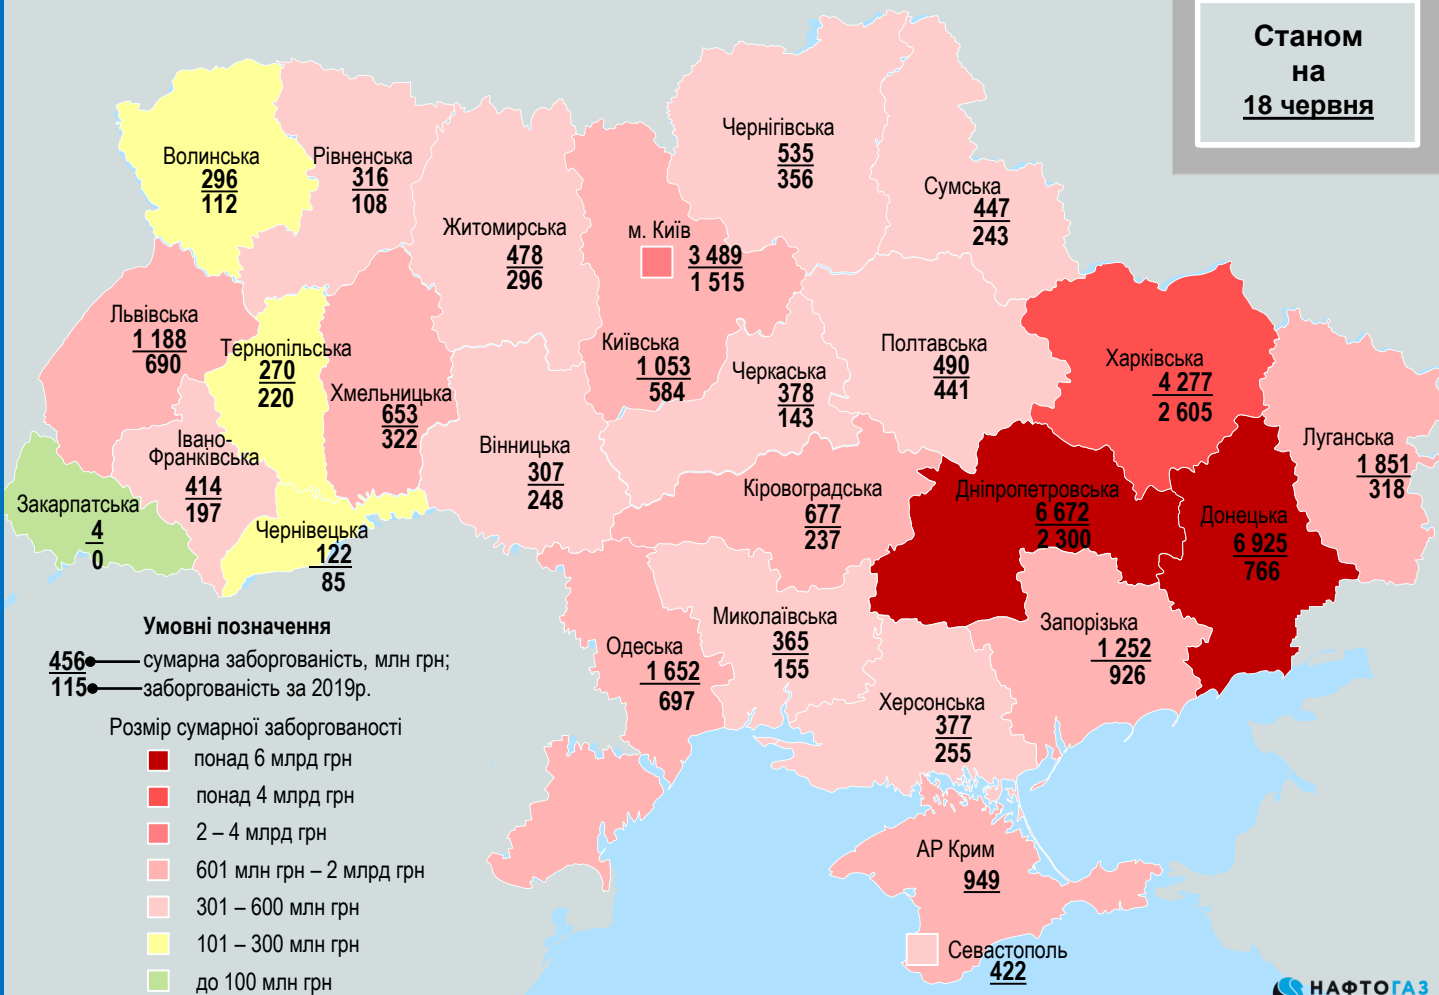 Станом
на
18 червня
Чернігівська
535
356
Волинська
296
112
Рівненська
316
108
Сумська
447
243
Житомирська
478
296
м. Київ
3 489
1 515
Львівська
1 188
690
Тернопільська
270
220
Київська
1 053
584
Полтавська
490
441
Харківська
4 277
2 605
Черкаська
378
143
Хмельницька
653
322
Івано-
Франківська
414
197
Вінницька
307
248
Луганська
1 851
318
Кіровоградська
677
237
Дніпропетровська
6 672
2 300
Донецька
6 925
766
Закарпатська
4
0
Чернівецька
122
85
Миколаївська
365
155
Запорізька
1 252
926
Одеська
1 652
697
Херсонська
377
255
АР Крим
949
Севастополь
422
Умовні позначення
456 сумарна заборгованість, млн грн;
115 заборгованість за 2019р.
Розмір сумарної заборгованості
понад 6 млрд грн
понад 4 млрд грн
2 – 4 млрд грн
601 млн грн – 2 млрд грн
301 – 600 млн грн
101 – 300 млн грн
до 100 млн грн
НАФТОГАЗ